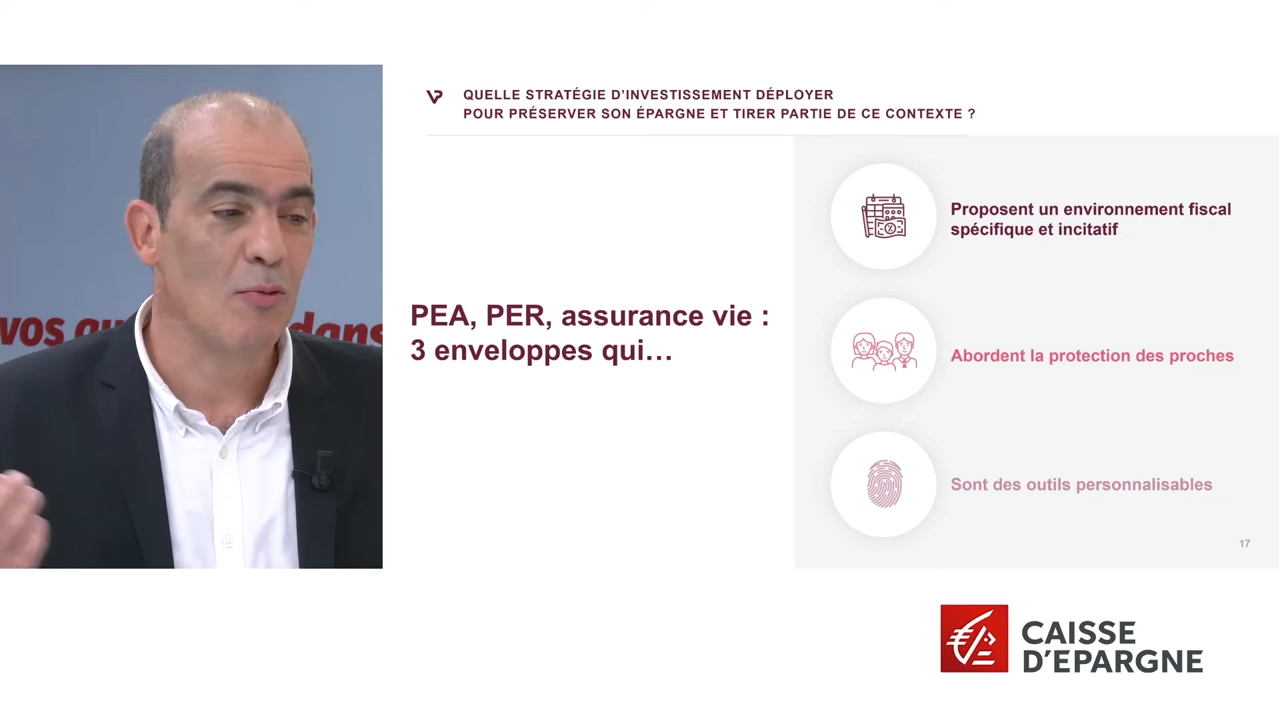 QUELLE STRATÉGIE D'INVESTISSEMENT DÉPLOYER
POUR PRÉSERVER SON ÉPARGNE ET TIRER PARTIE DE CE CONTEXTE ?
vos
dans
PEA, PER, assurance vie :
3 enveloppes qui…
Proposent un environnement fiscal
spécifique et incitatif
Abordent la protection des proches
Sont des outils personnalisables
17
CAISSE
D'EPARGNE